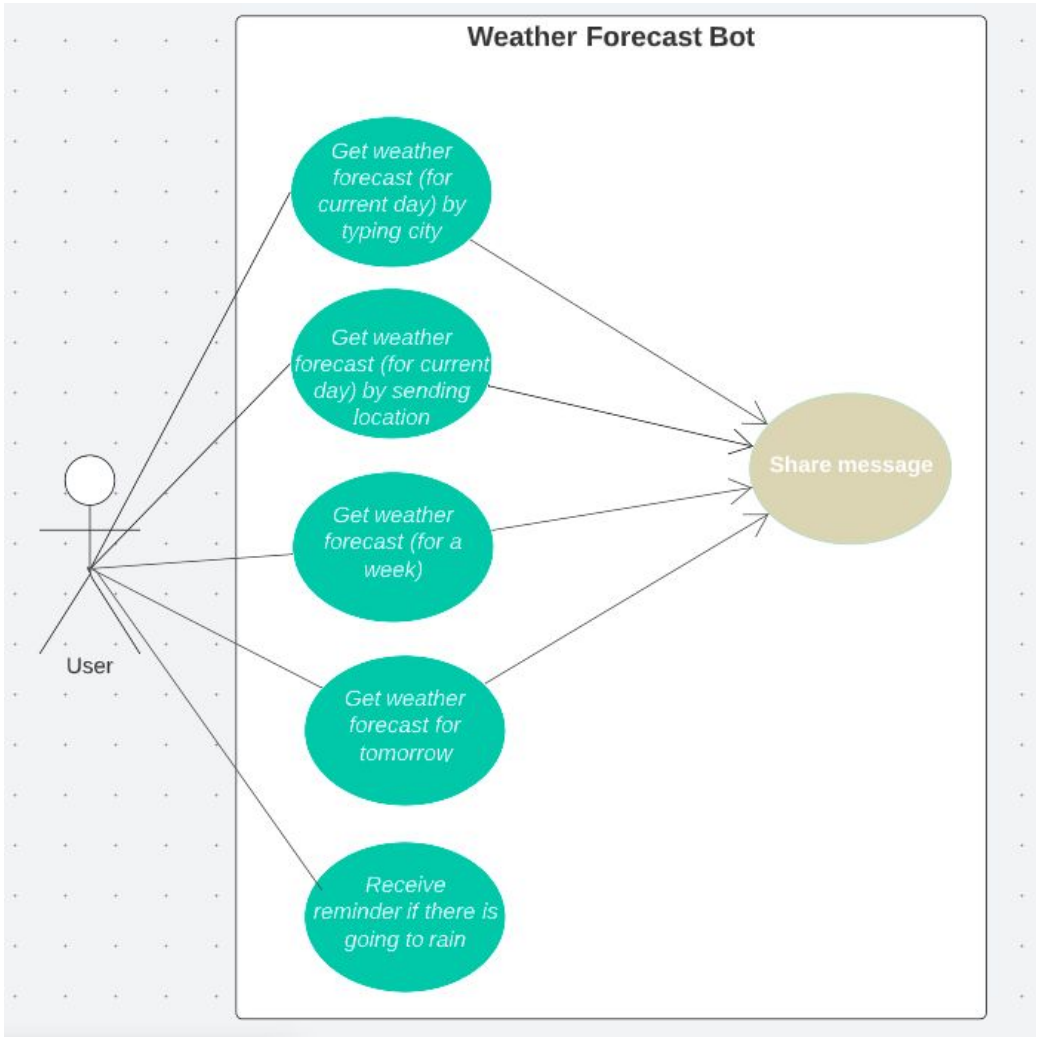 Weather Forecast Bot
Get weather
forecast (for
current day) by
typing city
Get weather
forecast (for current
day) by sending
location
Share message
Get weather
forecast (for a
week)
User
Get weather
forecast for
tomorrow
Receive
reminder if there is
going to rain